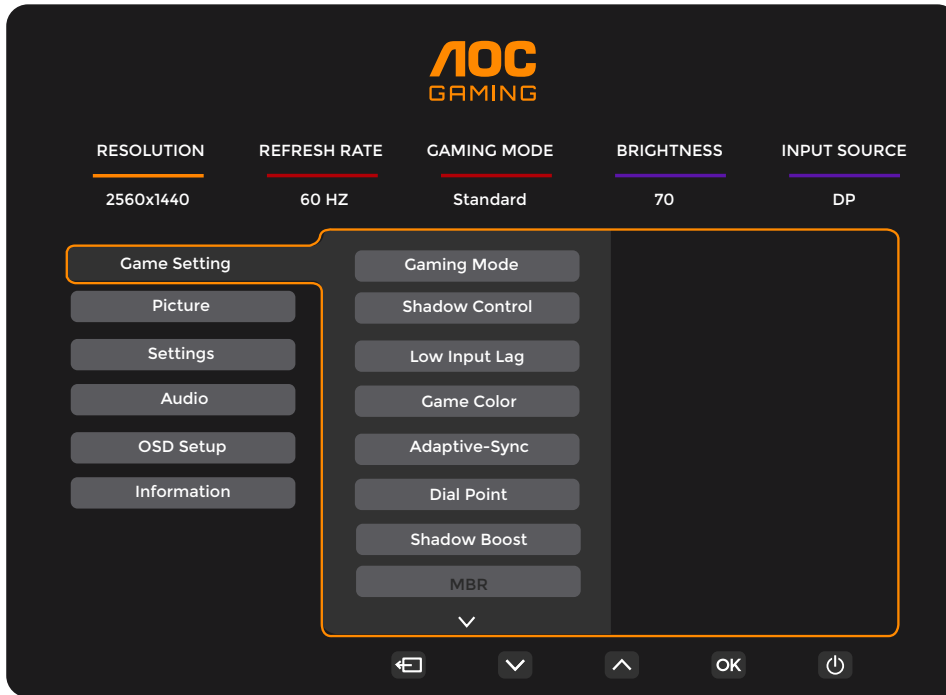 AOC
GAMING
RESOLUTION REFRESH RATE GAMING MODE BRIGHTNESS INPUT SOURCE
2560x1440 60 HZ Standard 70 DP
Game Setting
Picture
Settings
Audio
OSD Setup
Information
Gaming Mode
Shadow Control
Low Input Lag
Game Color
Adaptive-Sync
Dial Point
Shadow Boost
MBR
OK